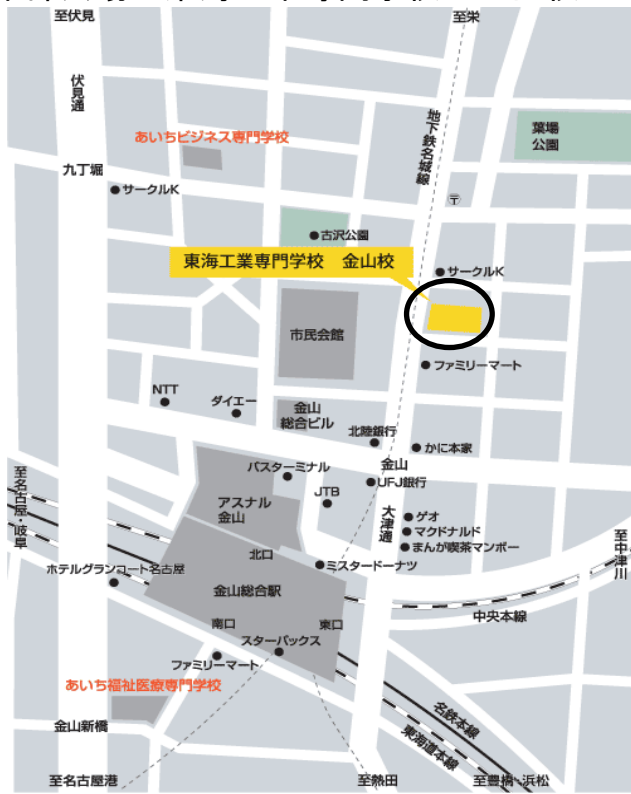 至伏見
至栄
伏見通
地下鉄名城線
葉場
公園
あいちビジネス専門学校
九丁堀
サークルK
〒
古沢公園
東海工業専門学校　金山校
サークルK
市民会館
ファミリーマート
NTT
ダイエー
金山
総合ビル
北陸銀行
かに本家
金山
バスターミナル
UFJ銀行
至名古屋・岐阜
アスナル
金山
JTB
大津通
ゲオ
マクドナルド
まんが喫茶マンボー
至中津川
北口
ミスタードーナツ
ホテルグランコート名古屋
金山総合駅
中央本線
南口
東口
スターバックス
ファミリーマート
あいち福祉医療専門学校
名鉄本線
東海道本線
金山新橋
至名古屋港
至熱田
至豊橋・浜松